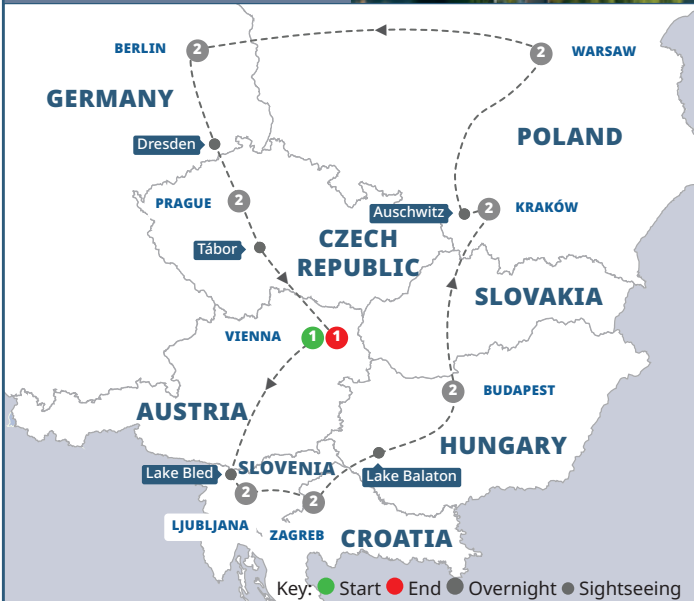 BERLIN
2
2
WARSAW
GERMANY
Dresden
POLAND
PRAGUE
2
Auschwitz
2
KRAKÓW
Tábor
CZECH
REPUBLIC
SLOVAKIA
VIENNA
1
1
2
BUDAPEST
AUSTRIA
HUNGARY
Lake Bled
SLOVENIA
Lake Balaton
2
2
LJUBLJANA
ZAGREB
CROATIA
Key: Start End Overnight Sightseeing